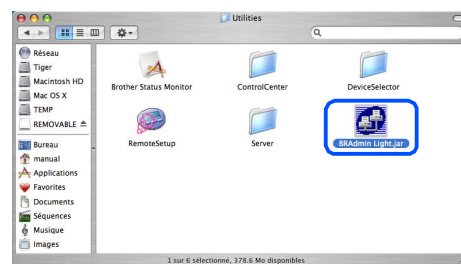 Utilities
Réseau
Tiger
Macintosh HD
Mac OS X
TEMP
REMOVABLE
Bureau
manual
Applications
Favorites
Documents
Séquences
Musique
Images
Brother Status Monitor
ControlCenter
DeviceSelector
RemoteSetup
Server
BRAdmin Light.jar
1 sur 6 sélectionné, 378.6 Mo disponibles